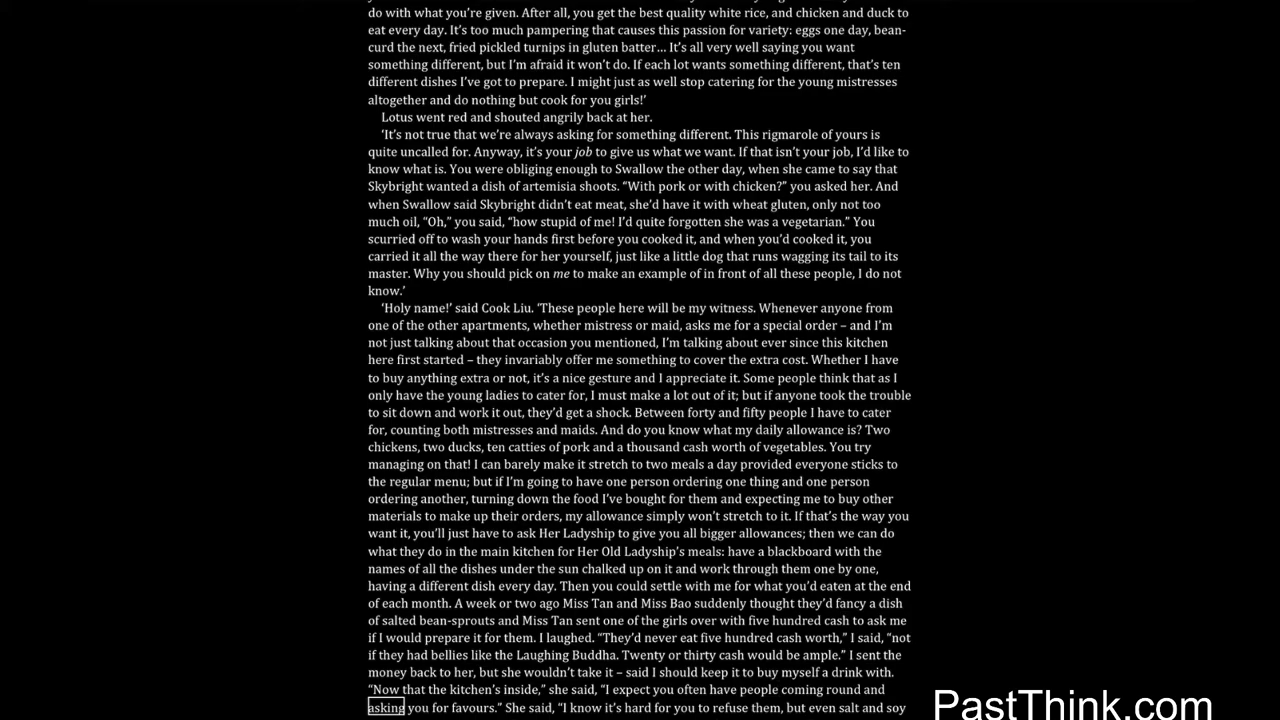 do with what you’re given. After all, you get the best quality white rice, and chicken and duck to
eat every day. It’s too much pampering that causes this passion for variety: eggs one day, bean-
curd the next, fried pickled turnips in gluten batter… It’s all very well saying you want
something different, but I’m afraid it won’t do. If each lot wants something different, that’s ten
different dishes I’ve got to prepare. I might just as well stop catering for the young mistresses
altogether and do nothing but cook for you girls!’
Lotus went red and shouted angrily back at her.
‘It’s not true that we’re always asking for something different. This rigmarole of yours is
quite uncalled for. Anyway, it’s your job to give us what we want. If that isn’t your job, I’d like to
know what is. You were obliging enough to Swallow the other day, when she came to say that
Skybright wanted a dish of artemisia shoots. “With pork or with chicken?” you asked her. And
when Swallow said Skybright didn’t eat meat, she’d have it with wheat gluten, only not too
much oil, “Oh,” you said, “how stupid of me! I’d quite forgotten she was a vegetarian.” You
scurried off to wash your hands first before you cooked it, and when you’d cooked it, you
carried it all the way there for her yourself, just like a little dog that runs wagging its tail to its
master. Why you should pick on me to make an example of in front of all these people, I do not
know.’
‘Holy name!’ said Cook Liu. ‘These people here will be my witness. Whenever anyone from
one of the other apartments, whether mistress or maid, asks me for a special order – and I’m
not just talking about that occasion you mentioned, I’m talking about ever since this kitchen
here first started – they invariably offer me something to cover the extra cost. Whether I have
to buy anything extra or not, it’s a nice gesture and I appreciate it. Some people think that as I
only have the young ladies to cater for, I must make a lot out of it; but if anyone took the trouble
to sit down and work it out, they’d get a shock. Between forty and fifty people I have to cater
for, counting both mistresses and maids. And do you know what my daily allowance is? Two
chickens, two ducks, ten catties of pork and a thousand cash worth of vegetables. You try
managing on that! I can barely make it stretch to two meals a day provided everyone sticks to
the regular menu; but if I’m going to have one person ordering one thing and one person
ordering another, turning down the food I’ve bought for them and expecting me to buy other
materials to make up their orders, my allowance simply won’t stretch to it. If that’s the way you
want it, you’ll just have to ask Her Ladyship to give you all bigger allowances; then we can do
what they do in the main kitchen for Her Old Ladyship’s meals: have a blackboard with the
names of all the dishes under the sun chalked up on it and work through them one by one,
having a different dish every day. Then you could settle with me for what you’d eaten at the end
of each month. A week or two ago Miss Tan and Miss Bao suddenly thought they’d fancy a dish
of salted bean-sprouts and Miss Tan sent one of the girls over with five hundred cash to ask me
if I would prepare it for them. I laughed. “They’d never eat five hundred cash worth,” I said, “not
if they had bellies like the Laughing Buddha. Twenty or thirty cash would be ample.” I sent the
money back to her, but she wouldn’t take it – said I should keep it to buy myself a drink with.
“Now that the kitchen’s inside,” she said, “I expect you often have people coming round and
asking you for favours.” She said, “I know it’s hard for you to refuse them, but even salt and soy
PastThink.com